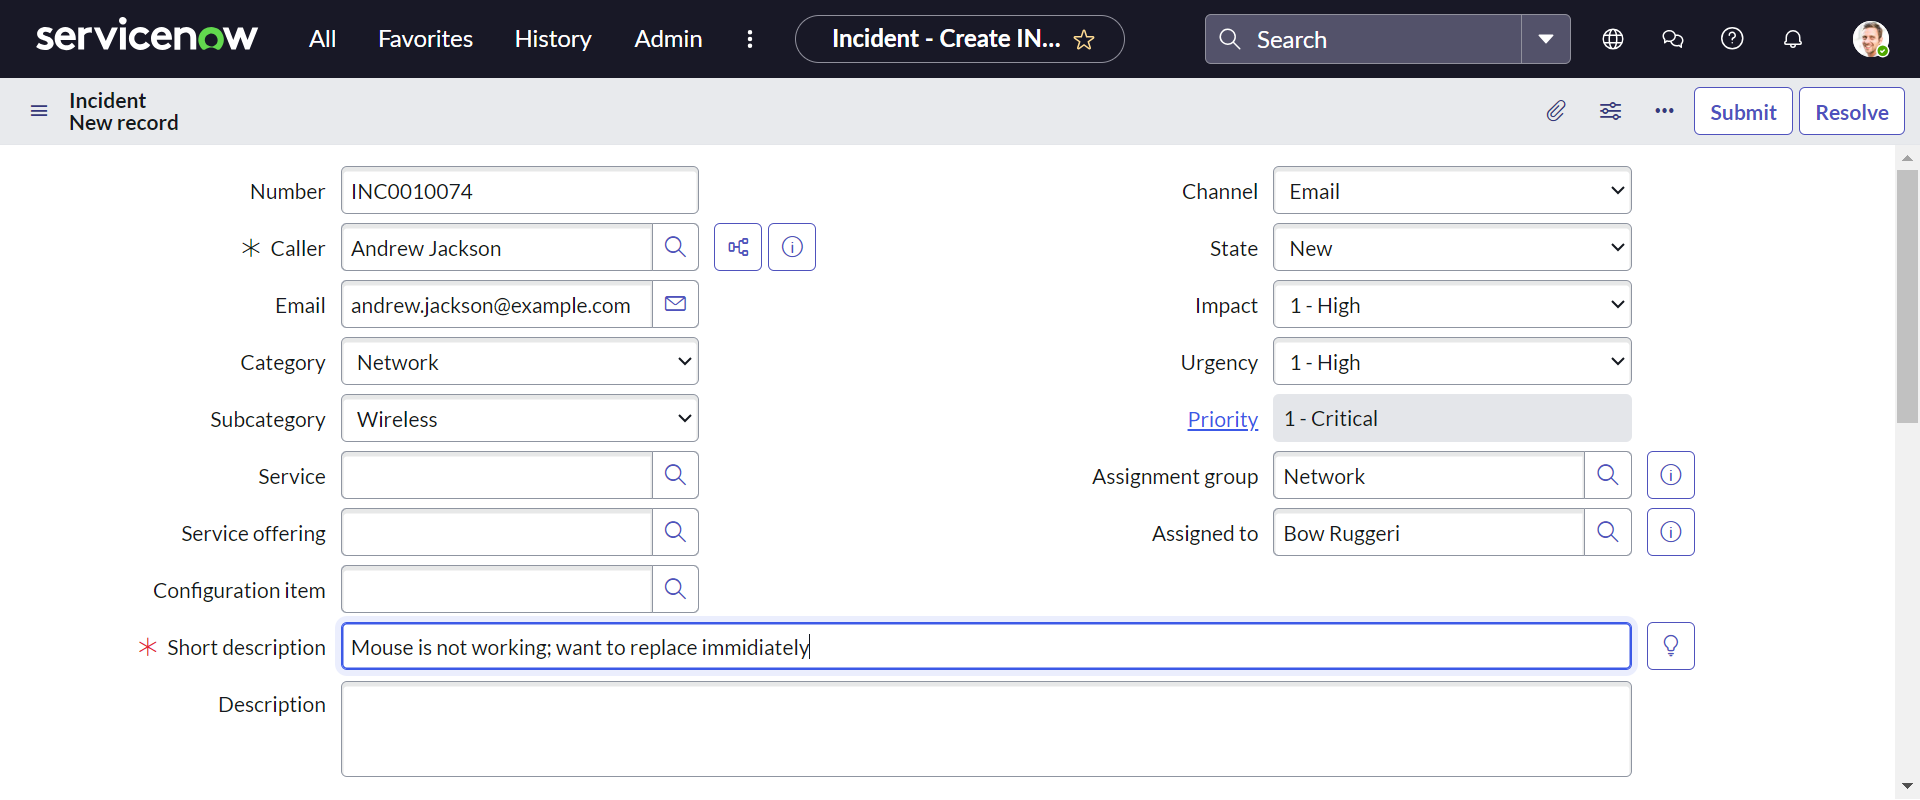 servicenow All Favorites History Admin Incident - Create IN... Search
Incident
New record
Submit Resolve
Number INC0010074
Channel Email
Caller Andrew Jackson
State New
Email andrew.jackson@example.com
Impact 1 - High
Category Network
Urgency 1 - High
Subcategory Wireless
Priority 1 - Critical
Service
Assignment group Network
Service offering
Assigned to Bow Ruggeri
Configuration item
Short description Mouse is not working; want to replace immidiately
Description